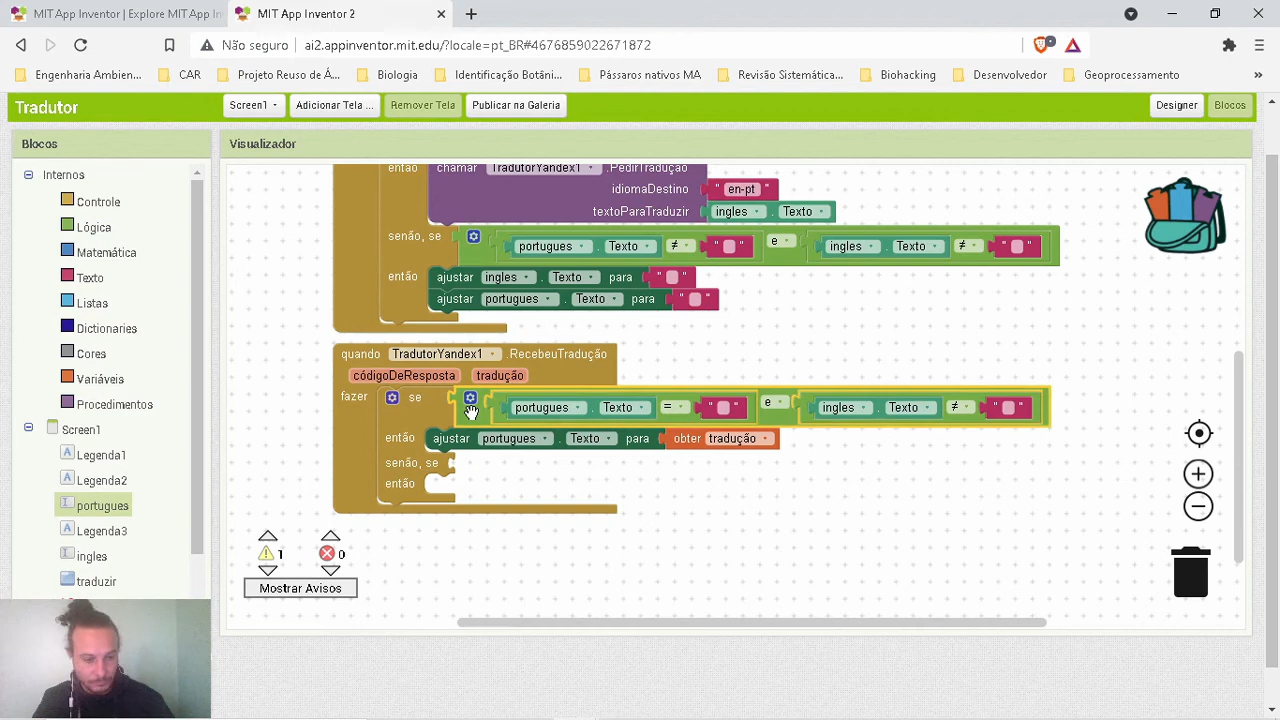 MIT App Inventor | Explore MIT App In
MIT App Inventor 2
Não seguro
ai2.appinventor.mit.edu/?locale=pt_BR#4676859022671872
Engenharia Ambien...
CAR
Projeto Reuso de Á...
Biologia
Identificação Botâni...
Pássaros nativos MA
Revisão Sistemática...
Biohacking
Desenvolvedor
Geoprocessamento
»
Tradutor
Screen1
Adicionar Tela ...
Remover Tela
Publicar na Galeria
Designer
Blocos
Blocos
Visualizador
Internos
Controle
Lógica
Matemática
Texto
Listas
Dictionaries
Cores
Variáveis
Procedimentos
Screen1
Legenda1
Legenda2
portugues
Legenda3
ingles
traduzir
então chamar TradutorYandex1 .PedirTradução
idiomaDestino " en-pt "
textoParaTraduzir ingles . Texto
senão, se portugues . Texto ≠ " " e ingles . Texto ≠ " "
então ajustar ingles . Texto para " "
ajustar portugues . Texto para " "
quando TradutorYandex1 .RecebeuTradução
códigoDeResposta tradução
fazer se portugues . Texto = " " e ingles . Texto ≠ " "
então ajustar portugues . Texto para obter tradução
senão, se
então
1 0
Mostrar Avisos